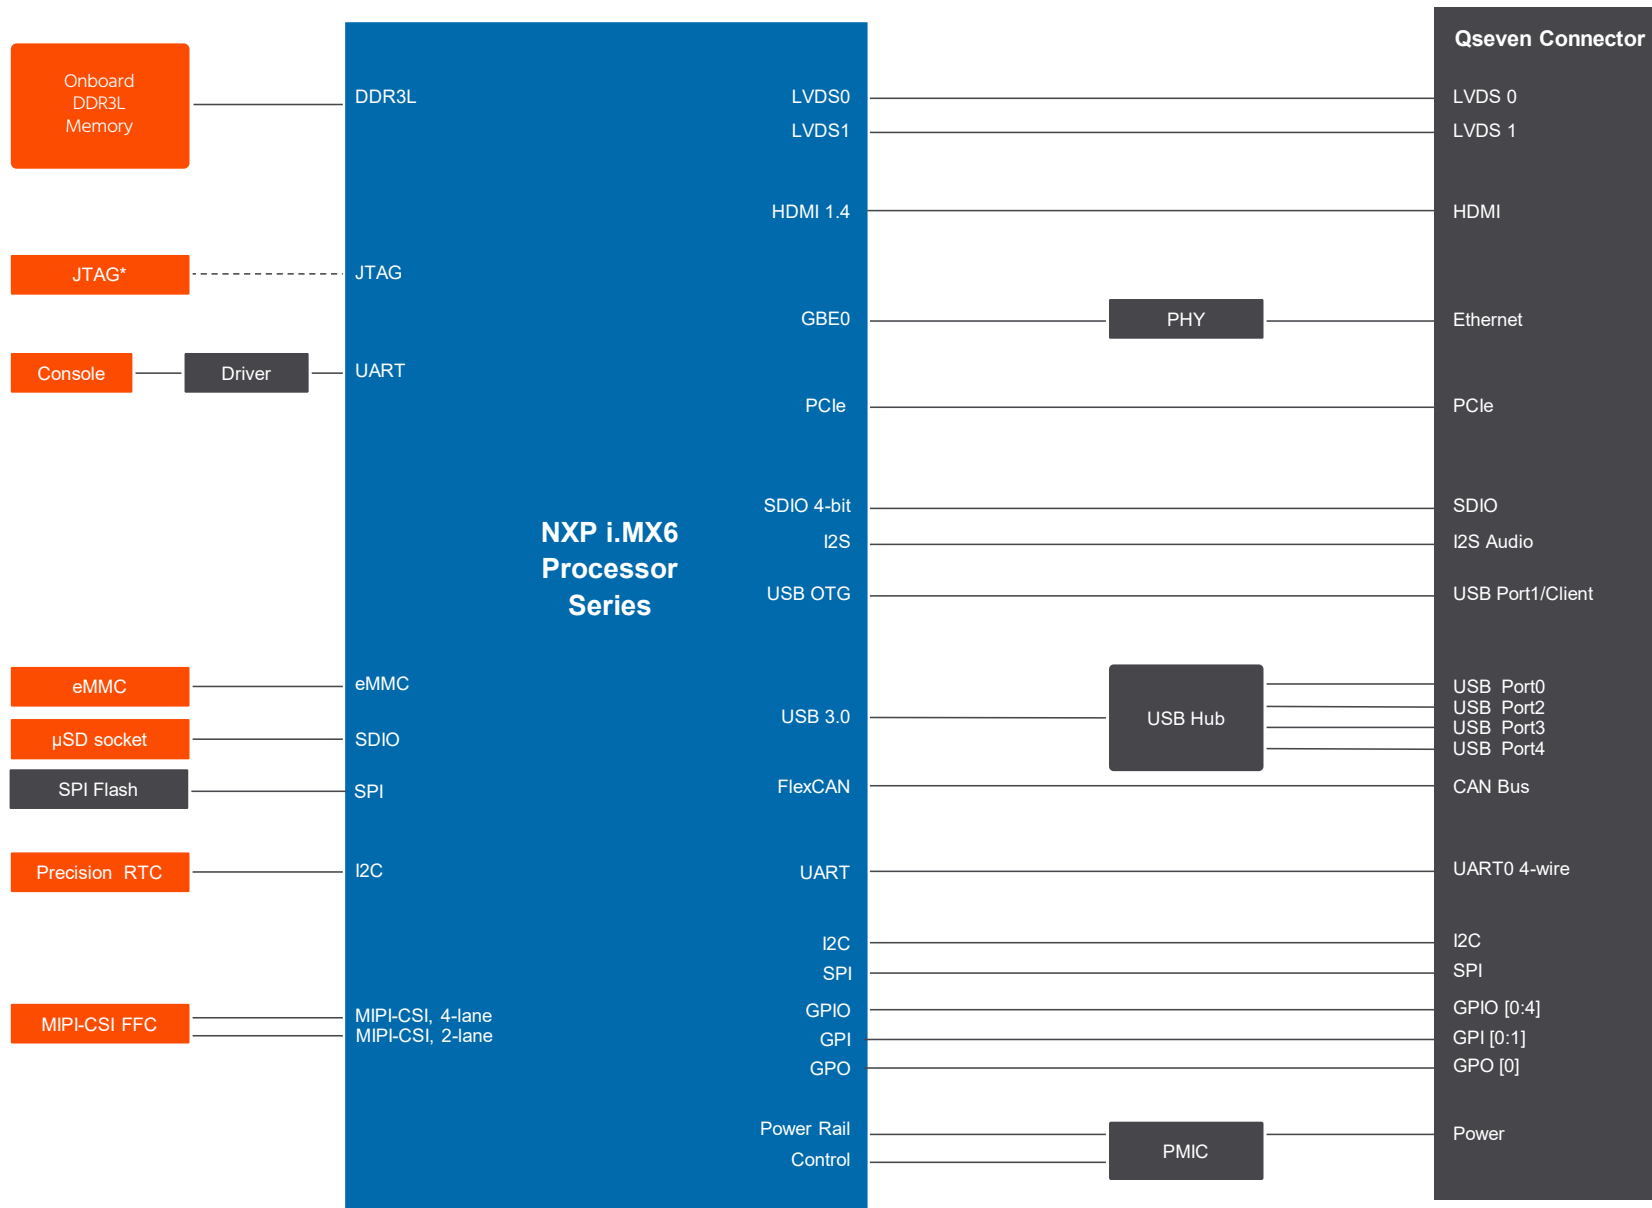 Onboard
DDR3L
Memory
JTAG*
Console
Driver
eMMC
µSD socket
SPI Flash
Precision RTC
MIPI-CSI FFC
DDR3L
JTAG
UART
eMMC
SDIO
SPI
I2C
MIPI-CSI, 4-lane
MIPI-CSI, 2-lane
NXP i.MX6
Processor
Series
LVDS0
LVDS1
HDMI 1.4
GBE0
PCIe
SDIO 4-bit
I2S
USB OTG
USB 3.0
FlexCAN
UART
I2C
SPI
GPIO
GPI
GPO
Power Rail
Control
PHY
USB Hub
PMIC
Qseven Connector
LVDS 0
LVDS 1
HDMI
Ethernet
PCIe
SDIO
I2S Audio
USB Port1/Client
USB Port0
USB Port2
USB Port3
USB Port4
CAN Bus
UART0 4-wire
I2C
SPI
GPIO [0:4]
GPI [0:1]
GPO [0]
Power